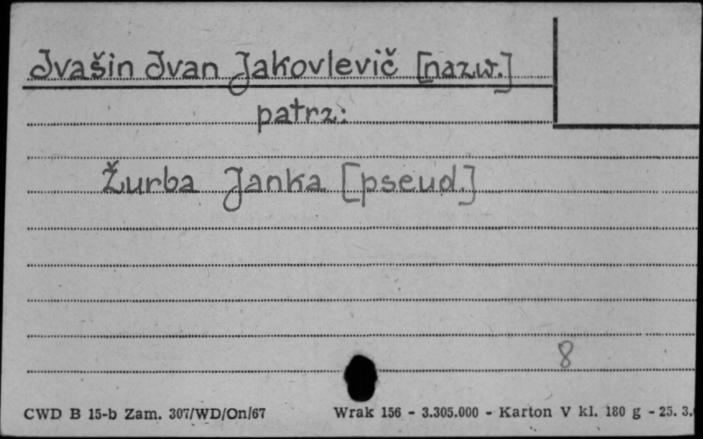 Ivašin Ivan Jakovlevič [nazw.]
patrz:
Žurba Janka [pseud.]
8
CWD B 15-b Zam. 307/WD/On/67 Wrak 156 - 3.305.000 - Karton V kl. 180 g - 25. 3.